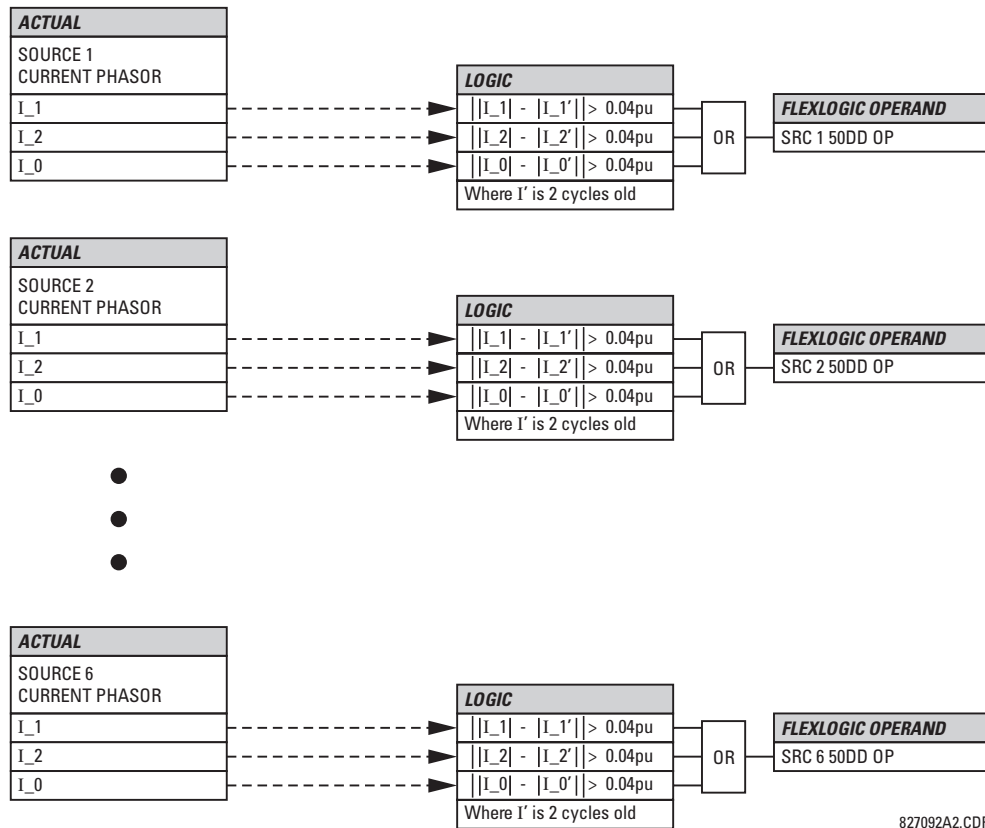 ACTUAL
SOURCE 1
CURRENT PHASOR
I_1
I_2
I_0
LOGIC
||I_1| - |I_1′||> 0.04pu
||I_2| - |I_2′||> 0.04pu
||I_0| - |I_0′||> 0.04pu
Where I′ is 2 cycles old
OR
FLEXLOGIC OPERAND
SRC 1 50DD OP
ACTUAL
SOURCE 2
CURRENT PHASOR
I_1
I_2
I_0
LOGIC
||I_1| - |I_1′||> 0.04pu
||I_2| - |I_2′||> 0.04pu
||I_0| - |I_0′||> 0.04pu
Where I′ is 2 cycles old
OR
FLEXLOGIC OPERAND
SRC 2 50DD OP
ACTUAL
SOURCE 6
CURRENT PHASOR
I_1
I_2
I_0
LOGIC
||I_1| - |I_1′||> 0.04pu
||I_2| - |I_2′||> 0.04pu
||I_0| - |I_0′||> 0.04pu
Where I′ is 2 cycles old
OR
FLEXLOGIC OPERAND
SRC 6 50DD OP
827092A2.CDR